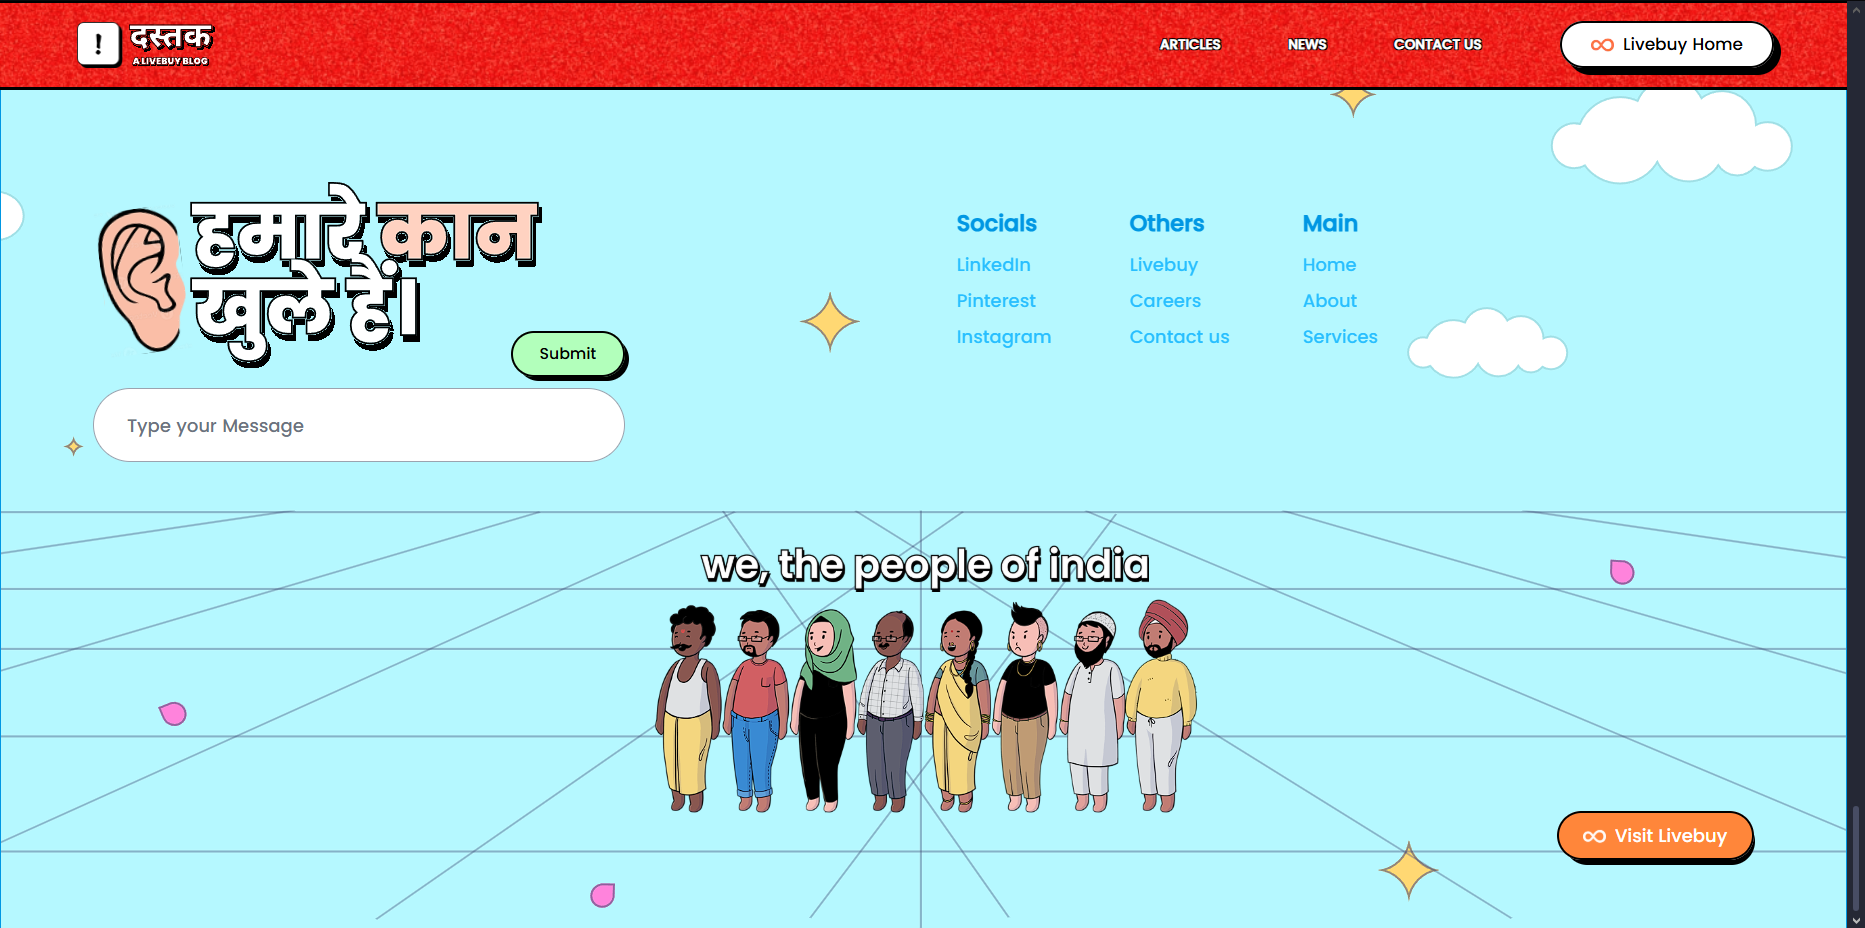 !
दस्तक
A LIVEBUY BLOG
ARTICLES
NEWS
CONTACT US
Livebuy Home
हमारे कान
खुले हैं।
Submit
Type your Message
Socials
LinkedIn
Pinterest
Instagram
Others
Livebuy
Careers
Contact us
Main
Home
About
Services
we, the people of india
Visit Livebuy